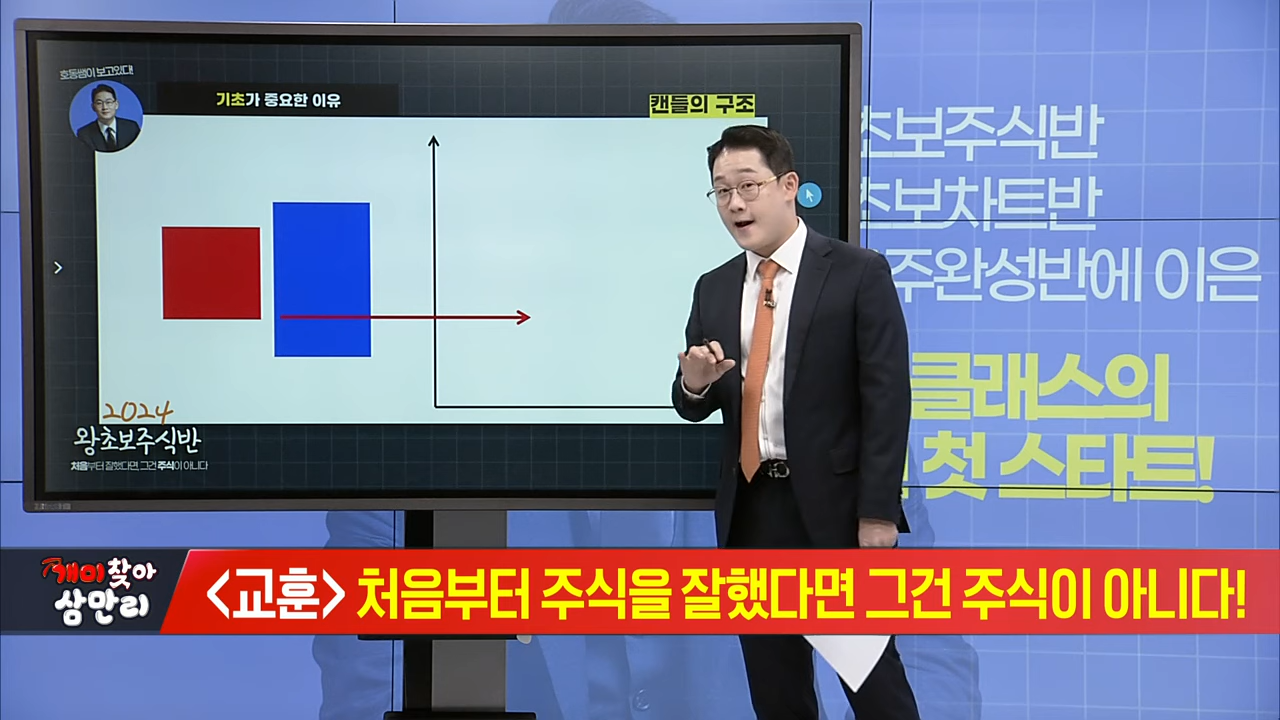 호동쌤이 보고있다!
기초가 중요한 이유
캔들의 구조
초보주식반
초보차트반
주완성반에 이은
클래스의
첫 스타트!
2024
왕초보주식반
처음부터 잘했다면, 그건 주식이 아니다
개미찾아
삼만리
<교훈> 처음부터 주식을 잘했다면 그건 주식이 아니다!